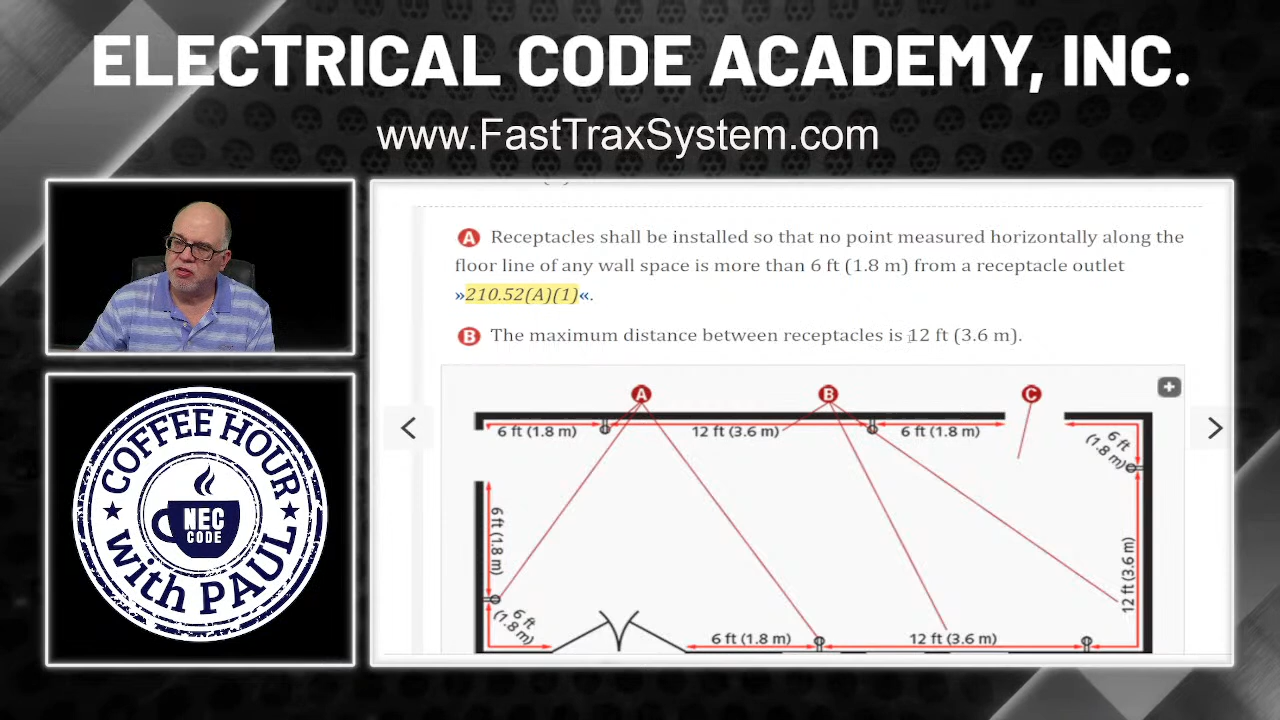 ELECTRICAL CODE ACADEMY, INC.
www.FastTraxSystem.com
A Receptacles shall be installed so that no point measured horizontally along the
floor line of any wall space is more than 6 ft (1.8 m) from a receptacle outlet
»210.52(A)(1)«.
B The maximum distance between receptacles is 12 ft (3.6 m).
A B C
6 ft (1.8 m) 12 ft (3.6 m) 6 ft (1.8 m) 6 ft (1.8 m)
6 ft (1.8 m) 12 ft (3.6 m)
6 ft (1.8 m) 6 ft (1.8 m) 12 ft (3.6 m)
COFFEE HOUR
NEC
CODE
with PAUL